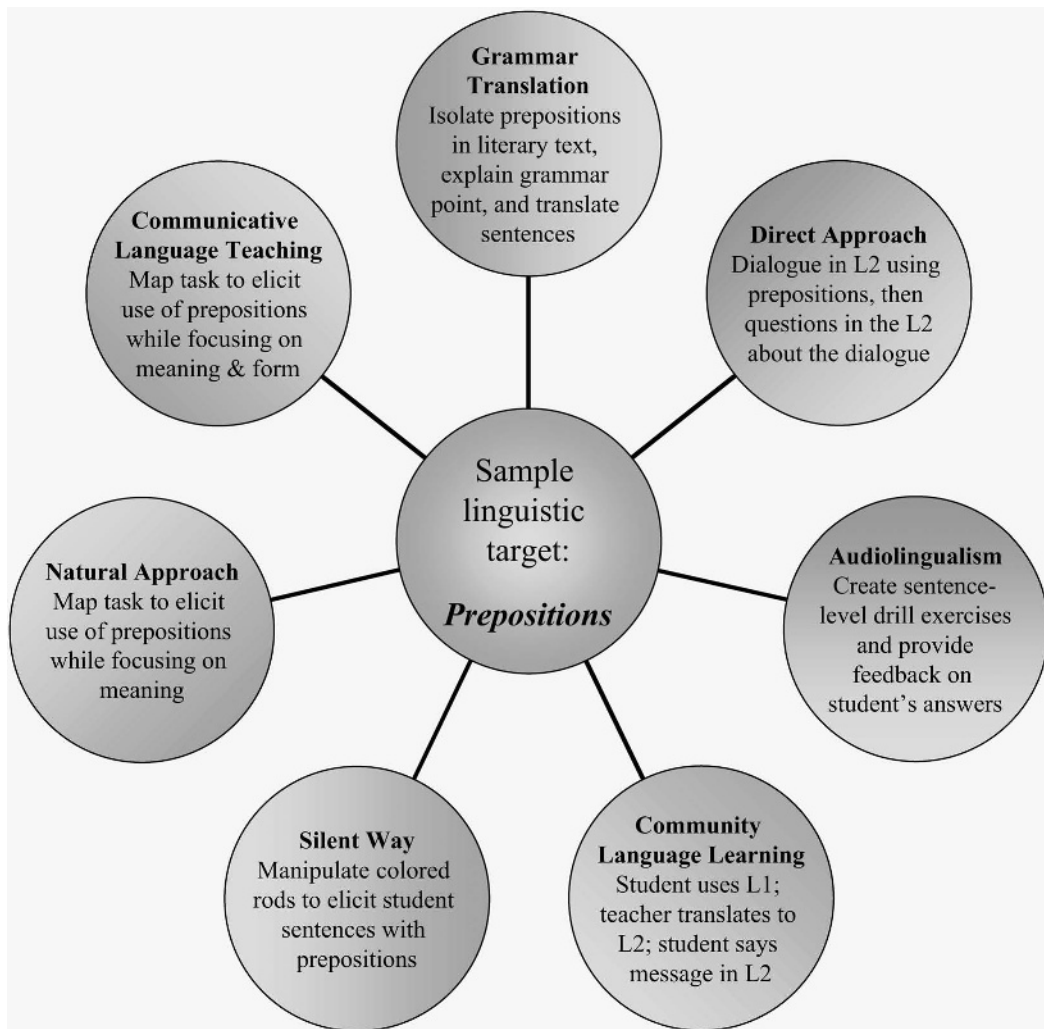 Grammar
Translation
Isolate prepositions
in literary text,
explain grammar
point, and translate
sentences
Direct Approach
Dialogue in L2 using
prepositions, then
questions in the L2
about the dialogue
Audiolingualism
Create sentence-
level drill exercises
and provide
feedback on
student’s answers
Community
Language Learning
Student uses L1;
teacher translates to
L2; student says
message in L2
Silent Way
Manipulate colored
rods to elicit student
sentences with
prepositions
Natural Approach
Map task to elicit
use of prepositions
while focusing on
meaning
Communicative
Language Teaching
Map task to elicit
use of prepositions
while focusing on
meaning & form
Sample
linguistic
target:
Prepositions